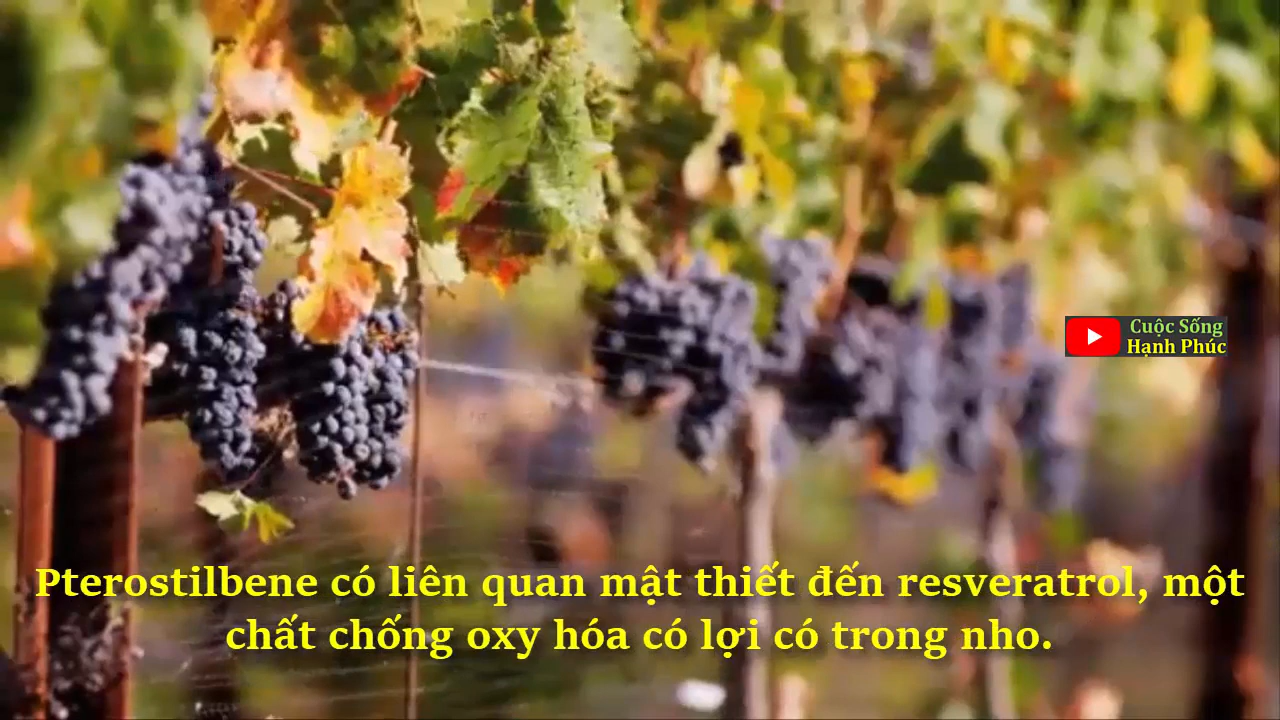 Cuộc Sống
Hạnh Phúc
Pterostilbene có liên quan mật thiết đến resveratrol, một
chất chống oxy hóa có lợi có trong nho.